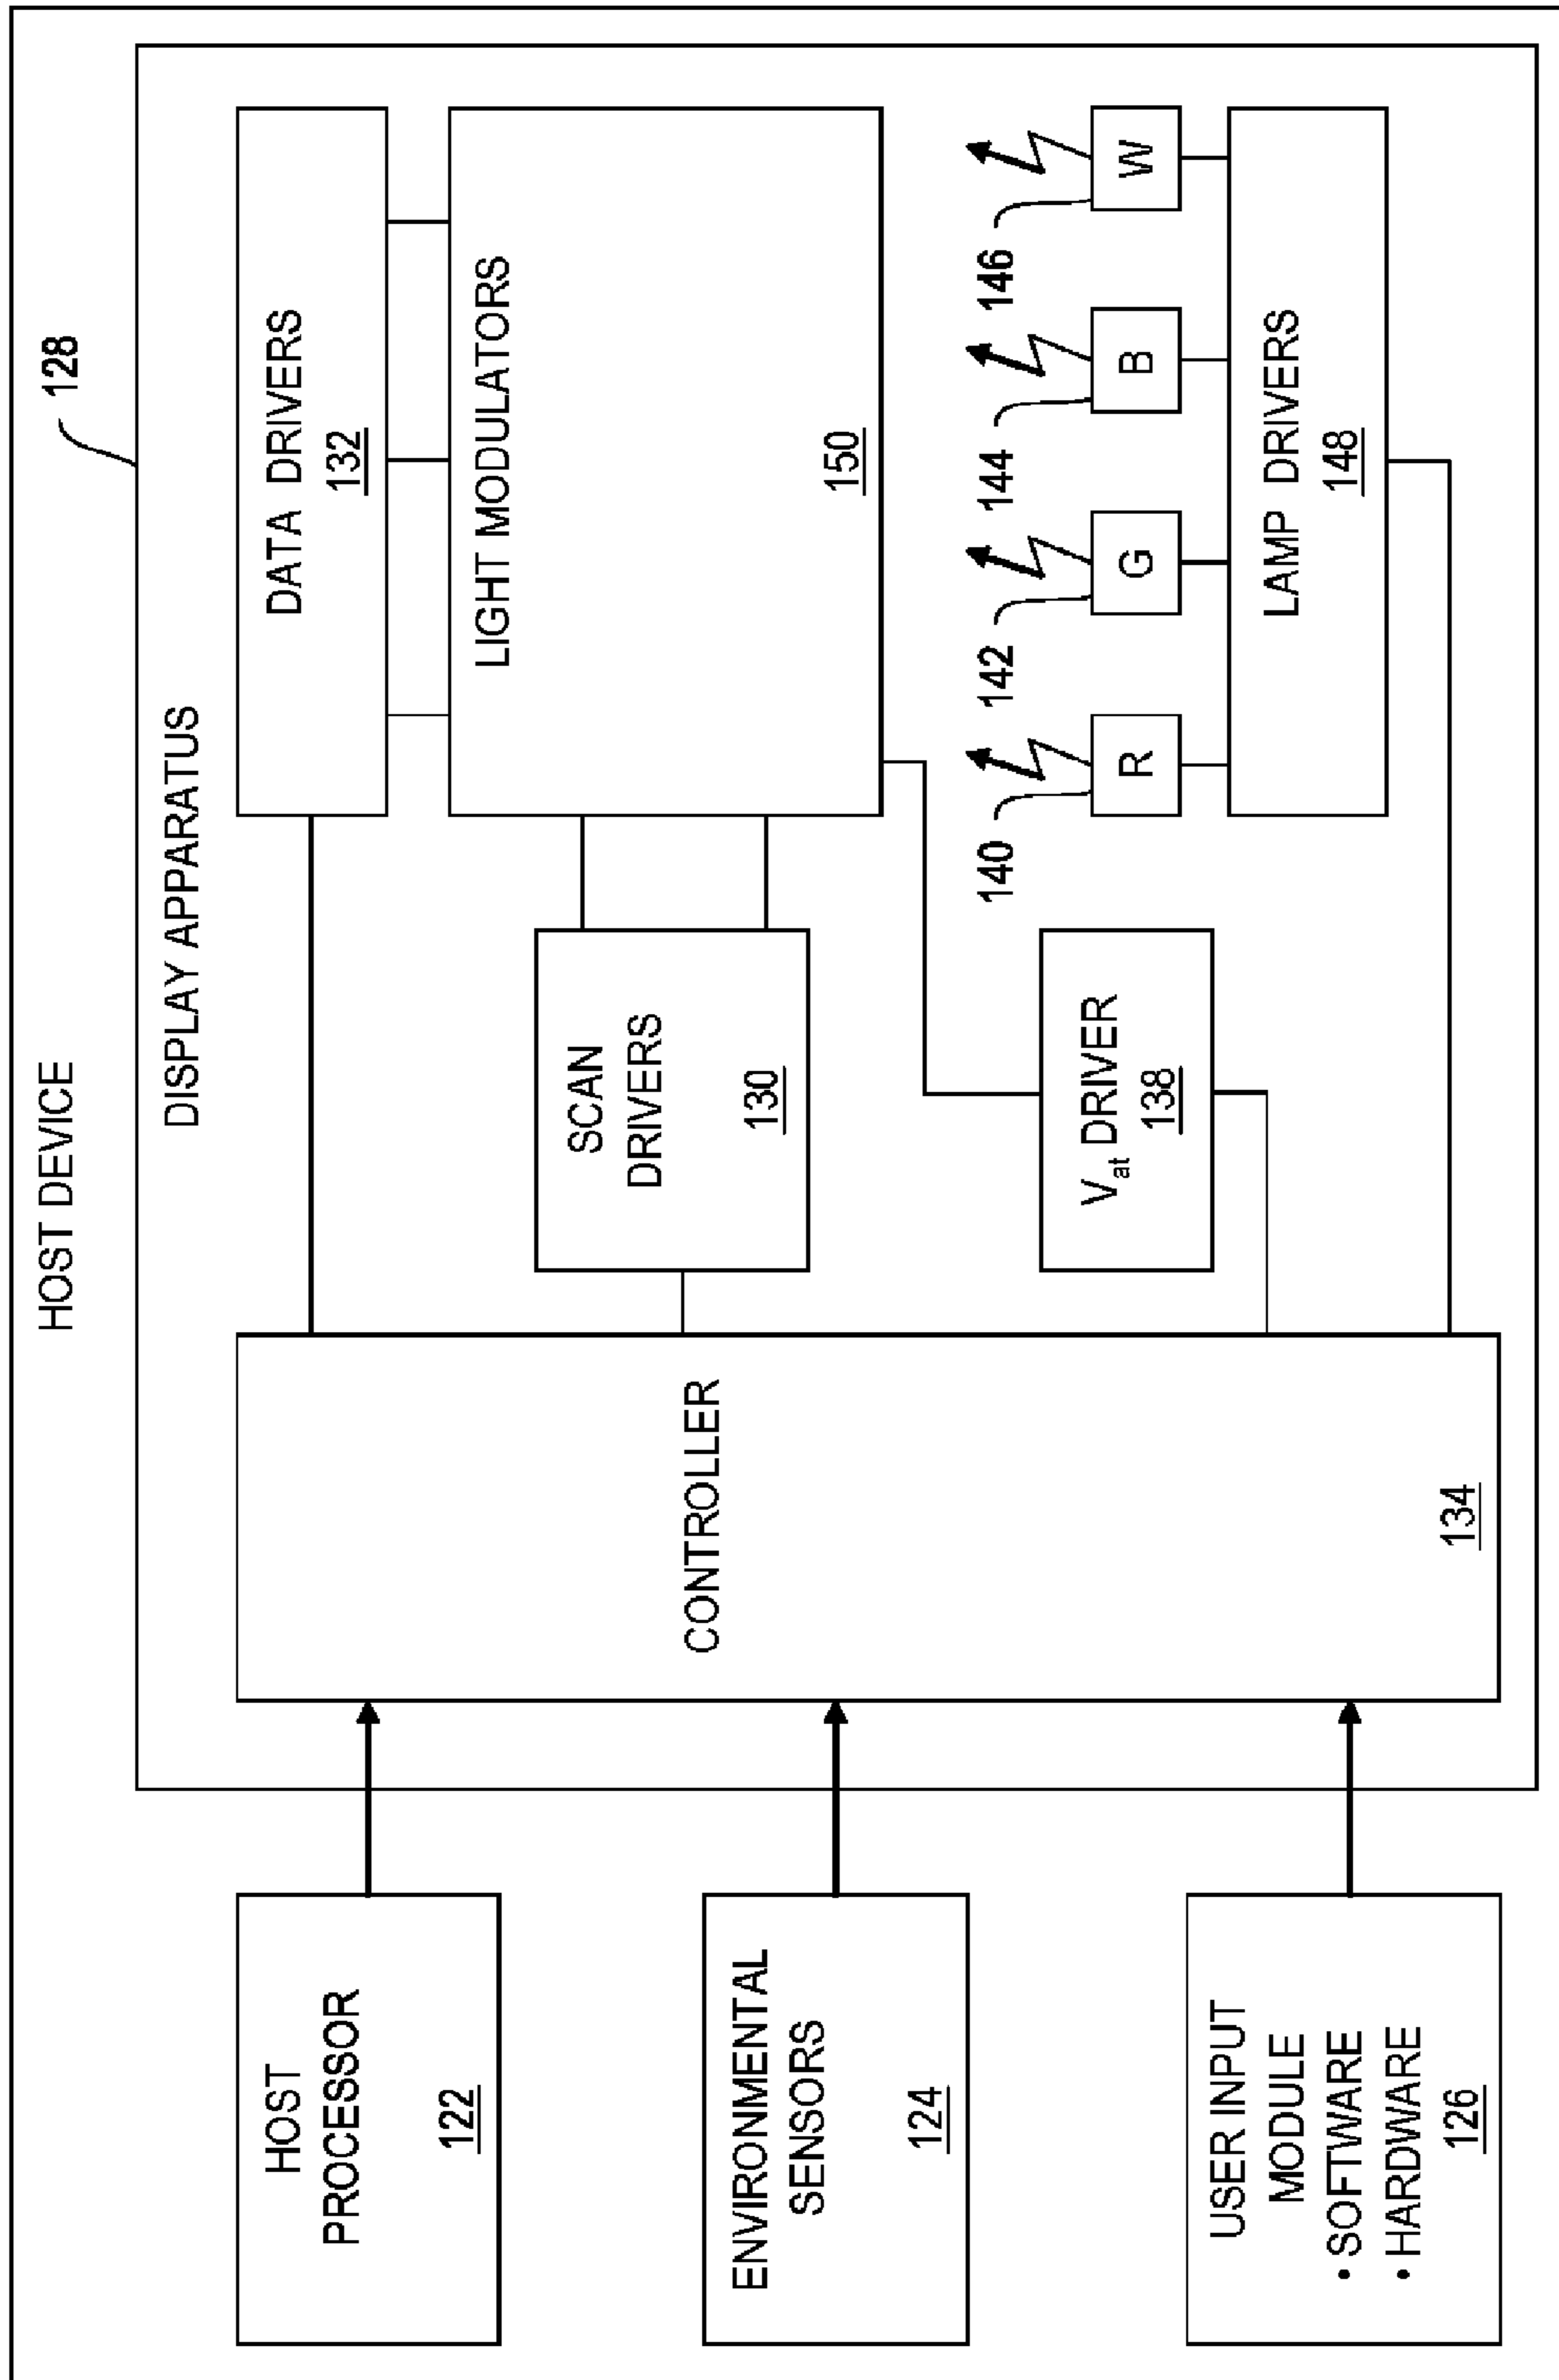 HOST DEVICE
128
DISPLAY APPARATUS
HOST
PROCESSOR
122
ENVIRONMENTAL
SENSORS
124
USER INPUT
MODULE
• SOFTWARE
• HARDWARE
126
CONTROLLER
134
DATA DRIVERS
132
SCAN
DRIVERS
130
LIGHT MODULATORS
150
Vat DRIVER
138
140
142
144
146
R
G
B
W
LAMP DRIVERS
148